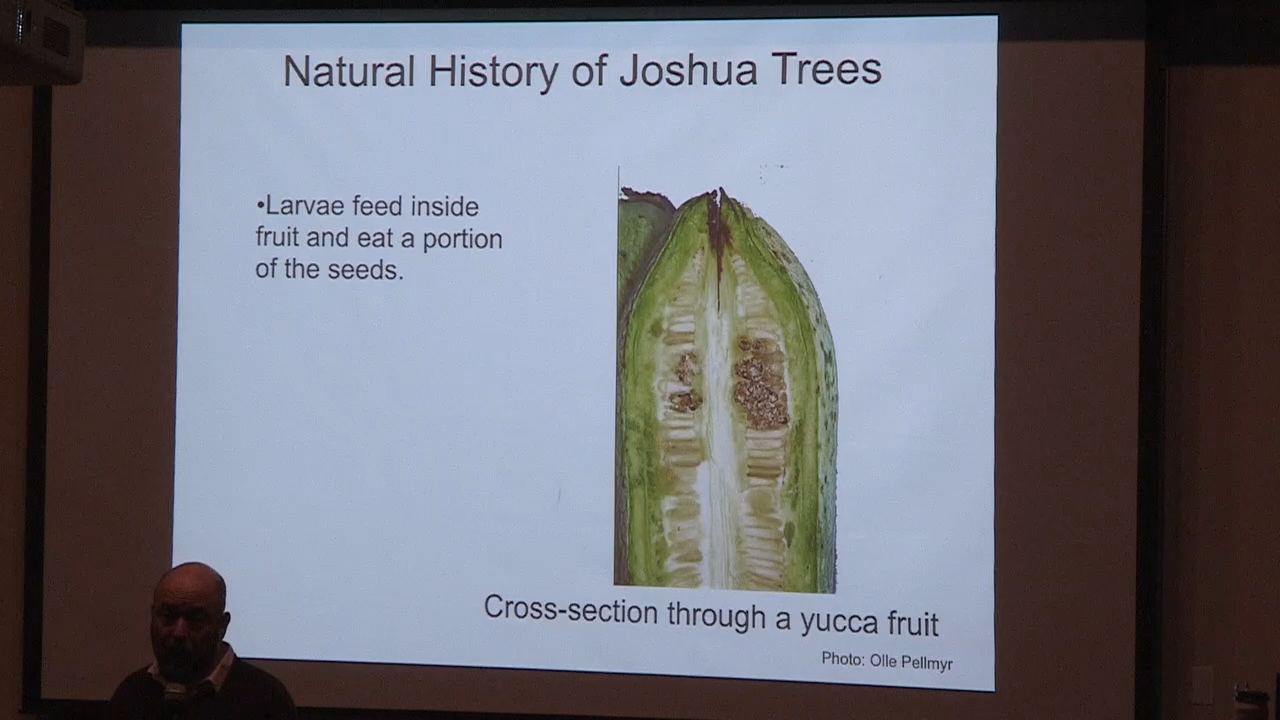 Natural History of Joshua Trees
•Larvae feed inside
fruit and eat a portion
of the seeds.
Cross-section through a yucca fruit
Photo: Olle Pellmyr